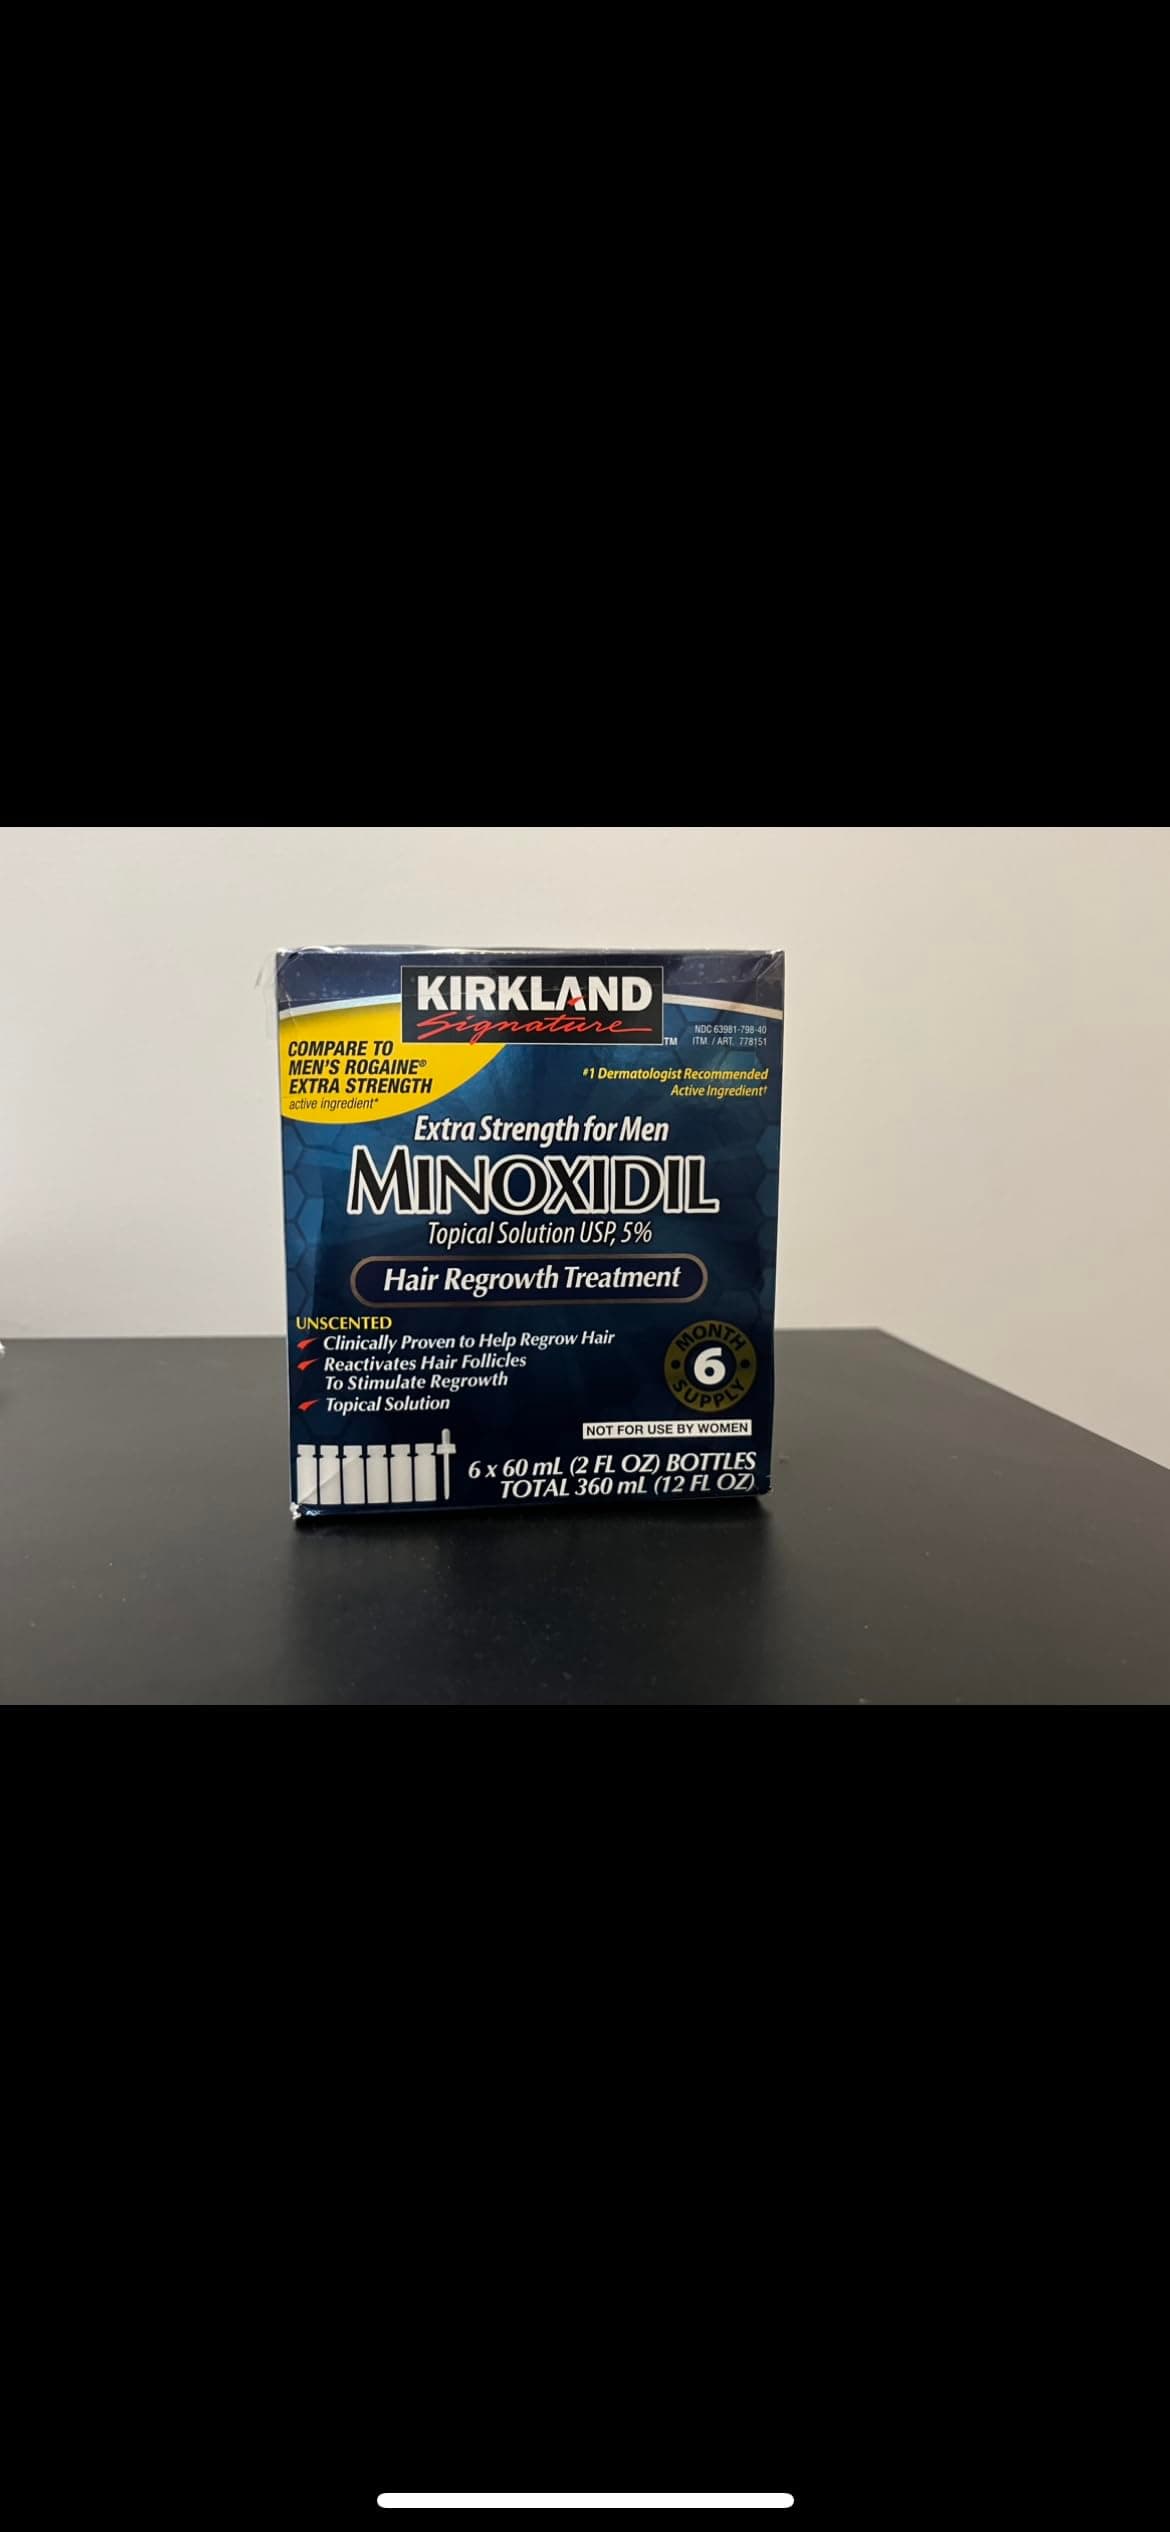 KIRKLAND
Signature™
NDC 63981-798-40
ITM. / ART. 778151
COMPARE TO
MEN'S ROGAINE®
EXTRA STRENGTH
active ingredient*
#1 Dermatologist Recommended
Active Ingredient†
Extra Strength for Men
MINOXIDIL
Topical Solution USP, 5%
Hair Regrowth Treatment
UNSCENTED
Clinically Proven to Help Regrow Hair
Reactivates Hair Follicles
To Stimulate Regrowth
Topical Solution
MONTH
6
SUPPLY
NOT FOR USE BY WOMEN
6 x 60 mL (2 FL OZ) BOTTLES
TOTAL 360 mL (12 FL OZ)